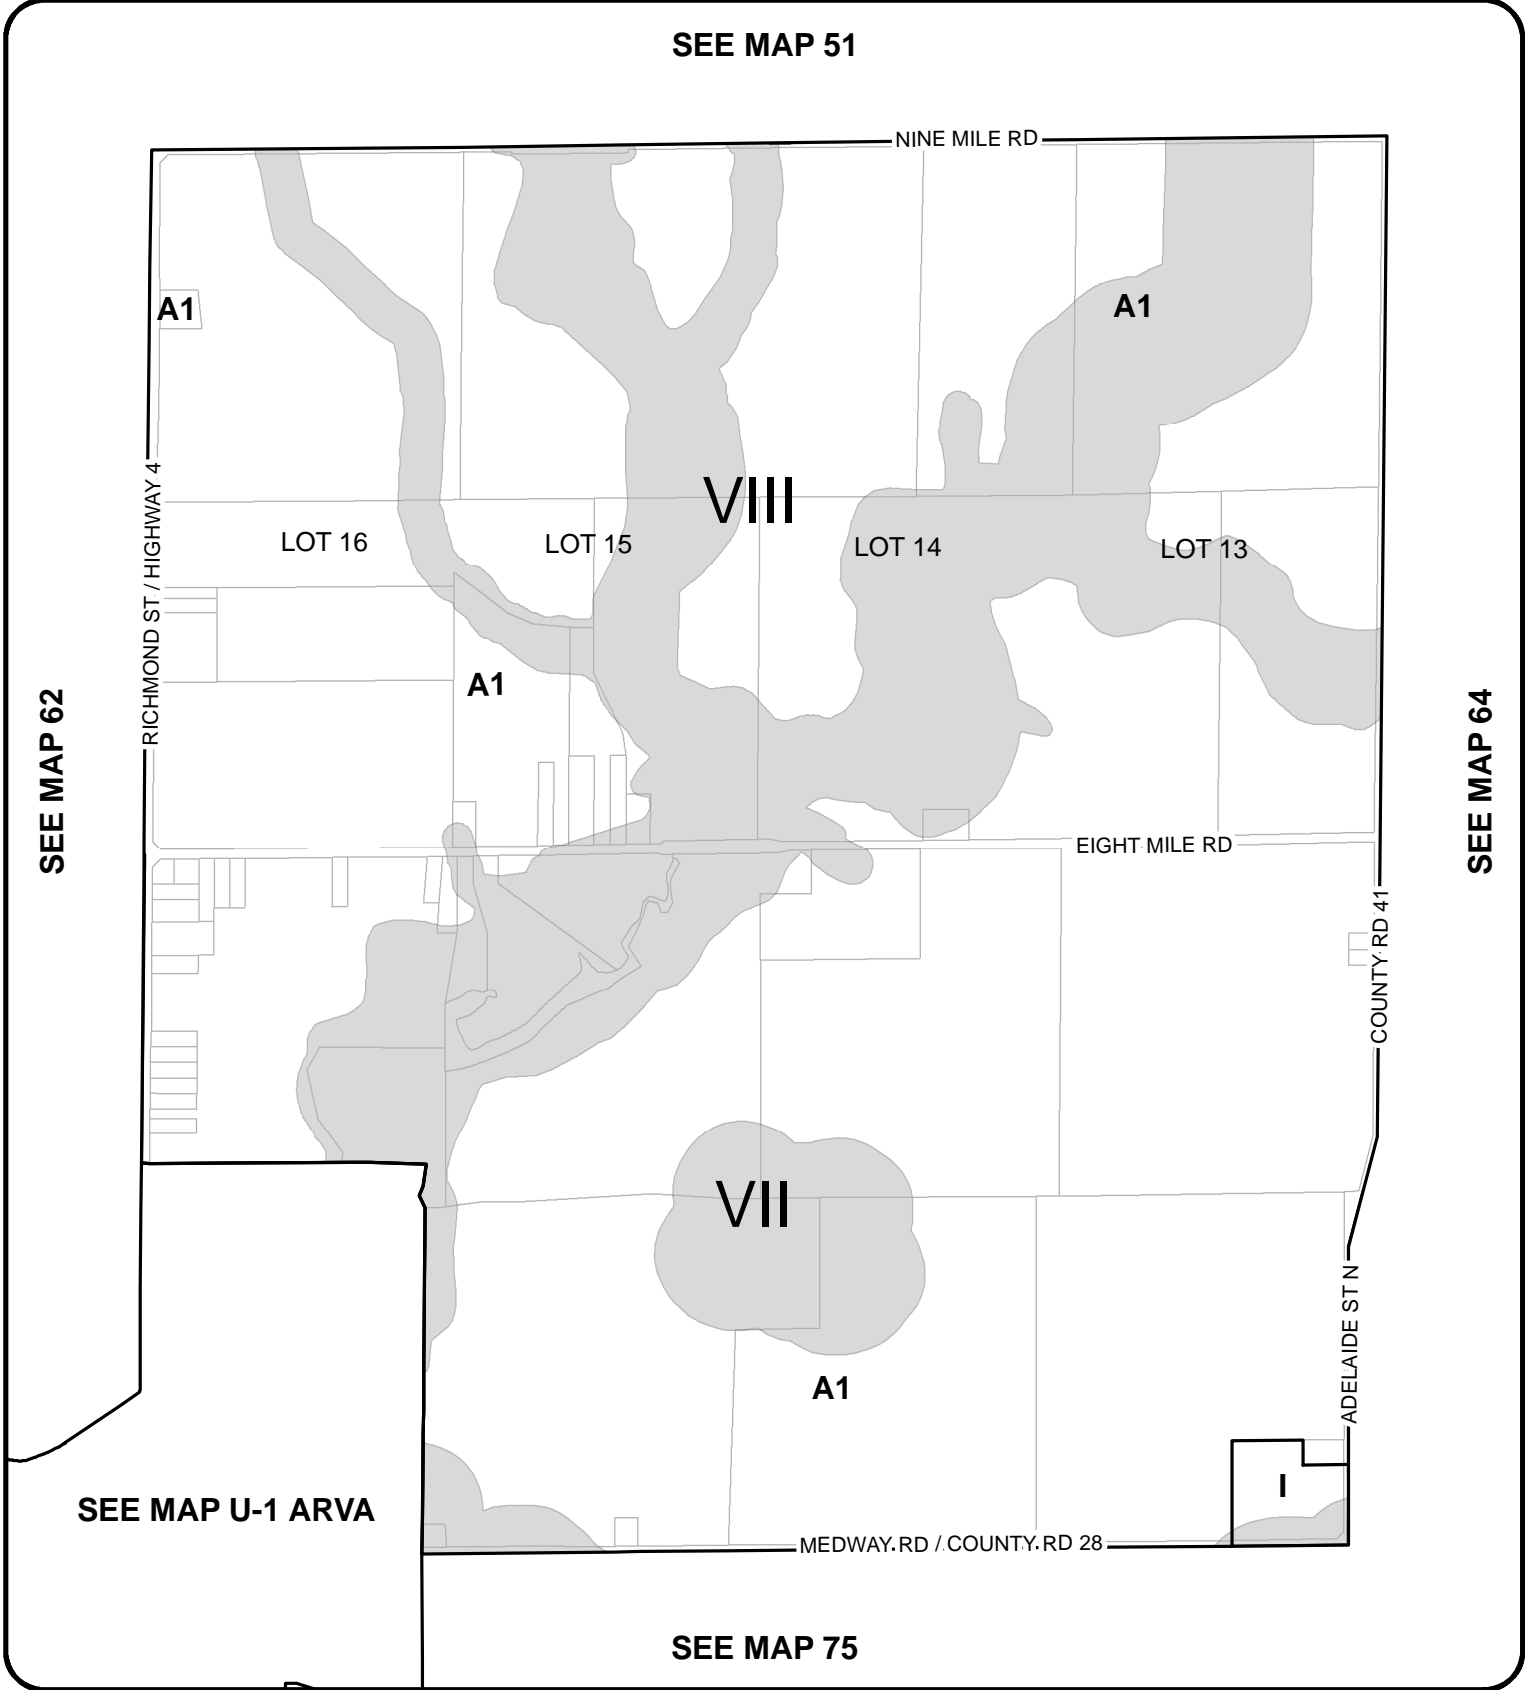 SEE MAP 51
NINE MILE RD
A1
A1
RICHMOND ST / HIGHWAY 4
VIII
LOT 16
LOT 15
LOT 14
LOT 13
A1
SEE MAP 62
SEE MAP 64
EIGHT MILE RD
COUNTY RD 41
VII
ADELAIDE ST N
A1
I
SEE MAP U-1 ARVA
MEDWAY RD / COUNTY RD 28
SEE MAP 75